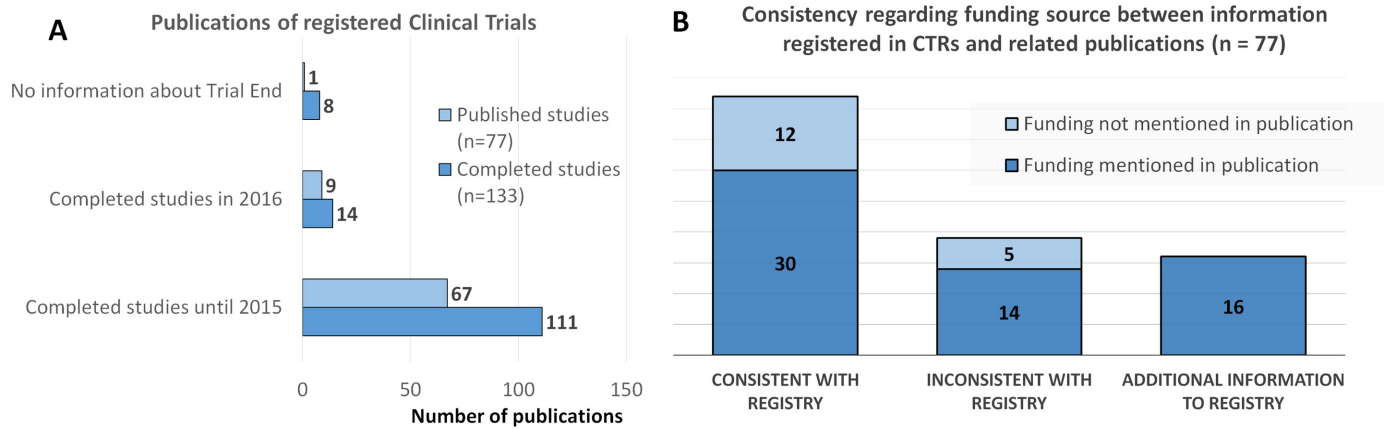 A
Publications of registered Clinical Trials
No information about Trial End
1
8
Completed studies in 2016
9
14
Completed studies until 2015
67
111
Published studies
(n=77)
Completed studies
(n=133)
0 50 100 150
Number of publications
B
Consistency regarding funding source between information
registered in CTRs and related publications (n = 77)
Funding not mentioned in publication
Funding mentioned in publication
12
30
5
14
16
CONSISTENT WITH
REGISTRY
INCONSISTENT WITH
REGISTRY
ADDITIONAL INFORMATION
TO REGISTRY